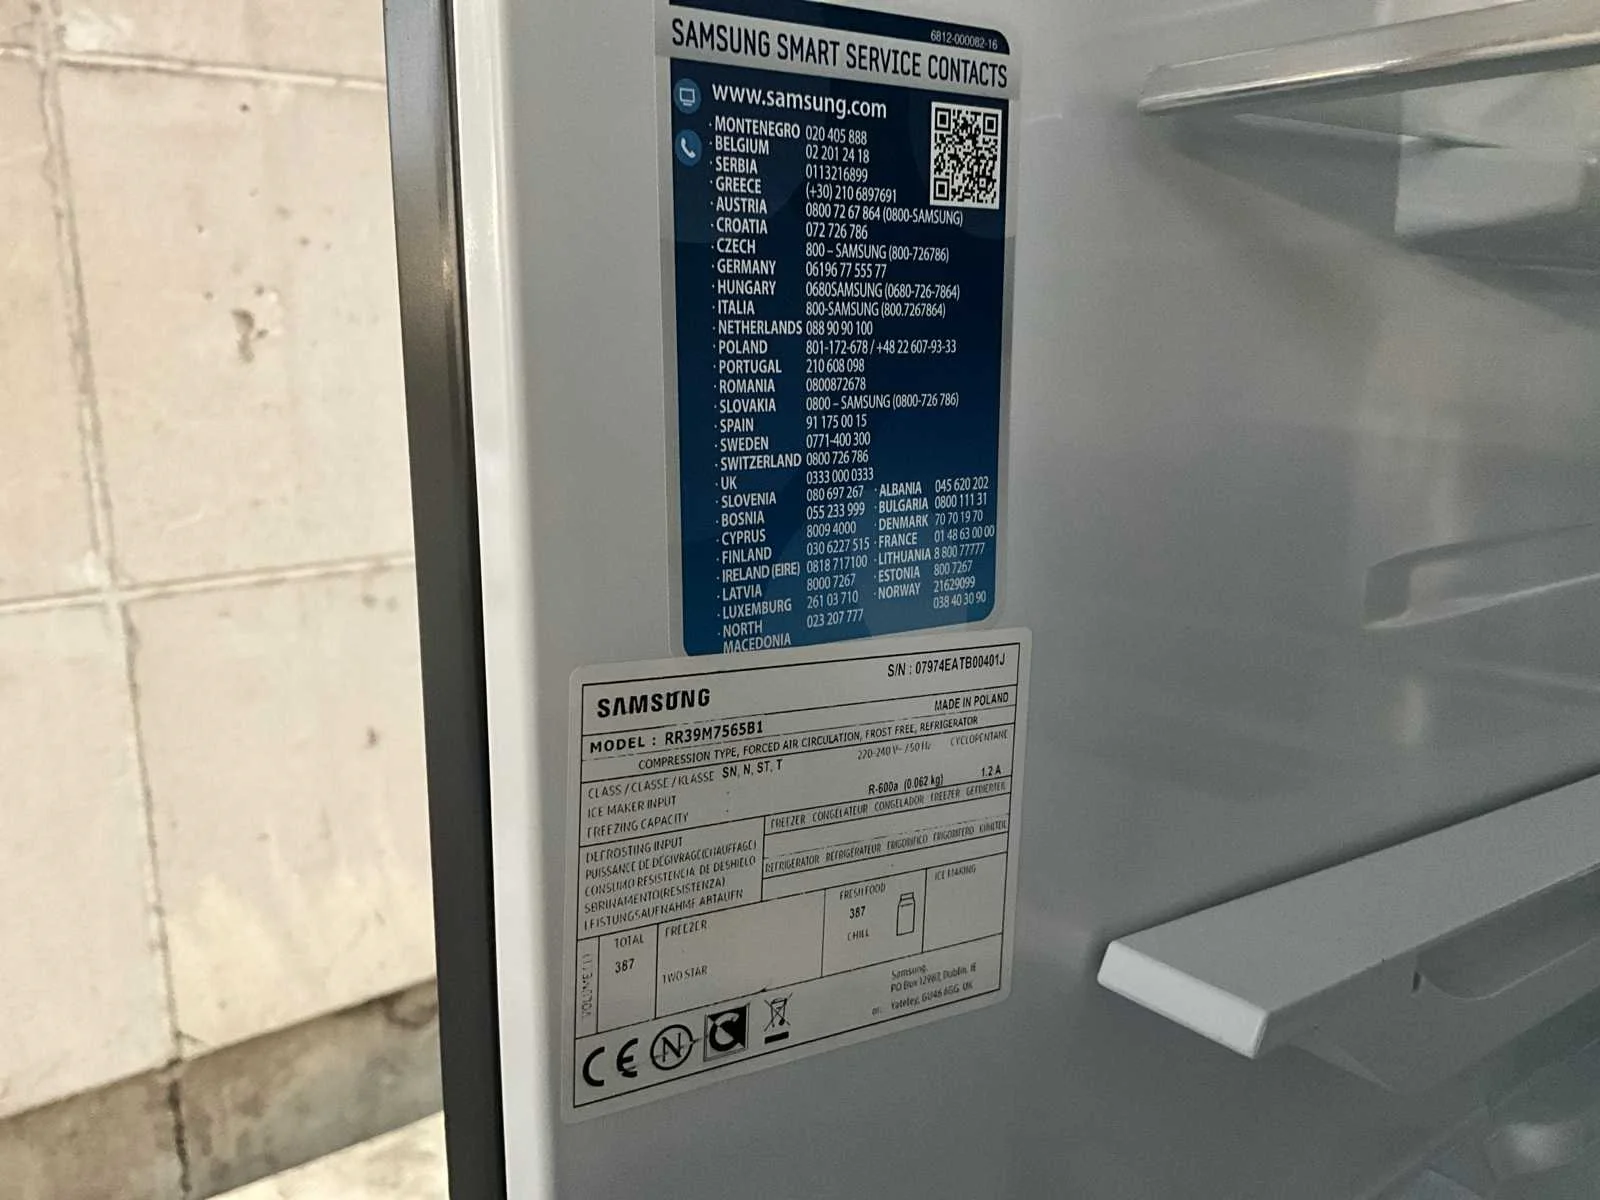 6812-000082-16
SAMSUNG SMART SERVICE CONTACTS
www.samsung.com
· MONTENEGRO 020 405 888
· BELGIUM 02 201 24 18
· SERBIA 0113216899
· GREECE (+30) 210 6897691
· AUSTRIA 0800 72 67 864 (0800-SAMSUNG)
· CROATIA 072 726 786
· CZECH 800 – SAMSUNG (800-726786)
· GERMANY 06196 77 555 77
· HUNGARY 0680SAMSUNG (0680-726-7864)
· ITALIA 800-SAMSUNG (800.7267864)
· NETHERLANDS 088 90 90 100
· POLAND 801-172-678 / +48 22 607-93-33
· PORTUGAL 210 608 098
· ROMANIA 0800872678
· SLOVAKIA 0800 – SAMSUNG (0800-726 786)
· SPAIN 91 175 00 15
· SWEDEN 0771-400 300
· SWITZERLAND 0800 726 786
· UK 0333 000 0333
· SLOVENIA 080 697 267
· BOSNIA 055 233 999
· CYPRUS 8009 4000
· FINLAND 030 6227 515
· IRELAND (EIRE) 0818 717100
· LATVIA 8000 7267
· LUXEMBURG 261 03 710
· NORTH MACEDONIA 023 207 777
· ALBANIA 045 620 202
· BULGARIA 0800 111 31
· DENMARK 70 70 19 70
· FRANCE 01 48 63 00 00
· LITHUANIA 8 800 77777
· ESTONIA 800 7267
· NORWAY 21629099
038 40 30 90
S/N : 07974EATB00401J
SAMSUNG
MADE IN POLAND
MODEL : RR39M7565B1
COMPRESSION TYPE, FORCED AIR CIRCULATION, FROST FREE, REFRIGERATOR
CLASS / CLASSE / KLASSE SN, N, ST, T 220-240 V~ / 50 Hz CYCLOPENTANE
ICE MAKER INPUT R-600a (0.062 kg) 1.2 A
FREEZING CAPACITY
FREEZER CONGÉLATEUR CONGELADOR FREEZER GEFRIERTEIL
DEFROSTING INPUT
PUISSANCE DE DÉGIVRAGE(CHAUFFAGE)
CONSUMO RESISTENCIA DE DESHIELO
SBRINAMENTO(RESISTENZA)
LEISTUNGSAUFNAHME ABTAUFN
REFRIGERATOR RÉFRIGÉRATEUR FRIGORÍFICO FRIGORIFERO KÜHLTEIL
VOLUME (L)
TOTAL
387
FREEZER
TWO STAR
FRESH FOOD
387
CHILL
ICE MAKING
Samsung.
PO Box 12987, Dublin. IE
or: Yateley, GU46 6GG. UK
CE
N